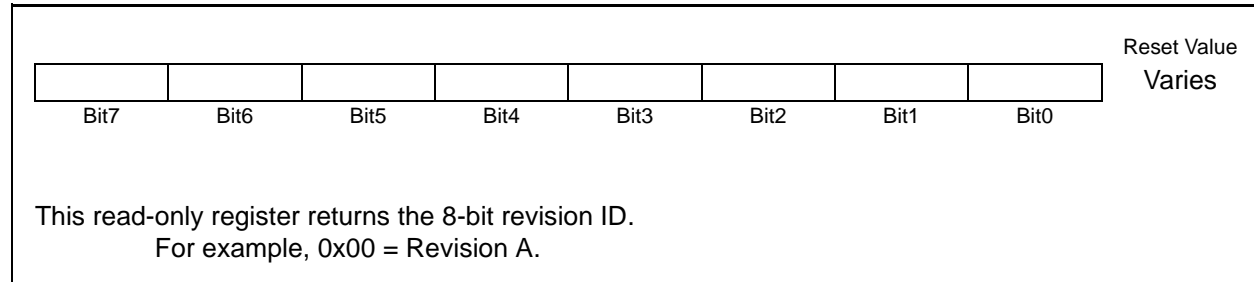 Reset Value
Varies
Bit7 Bit6 Bit5 Bit4 Bit3 Bit2 Bit1 Bit0
This read-only register returns the 8-bit revision ID.
For example, 0x00 = Revision A.